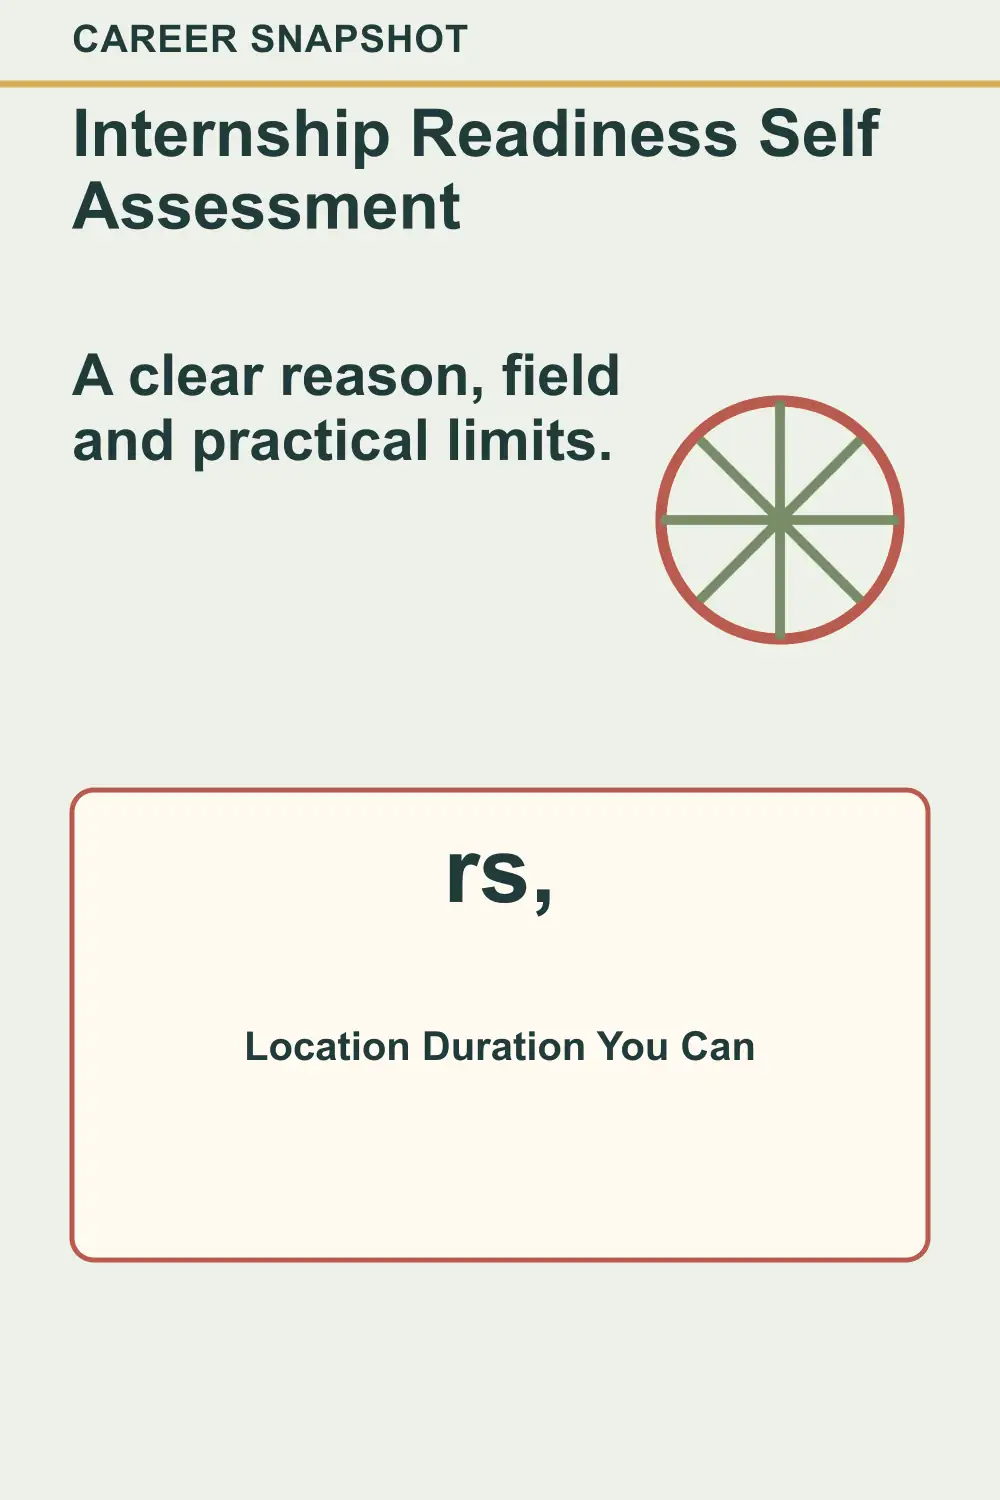 CAREER SNAPSHOT
Internship Readiness Self
Assessment
A clear reason, field
and practical limits.
rs,
Location Duration You Can